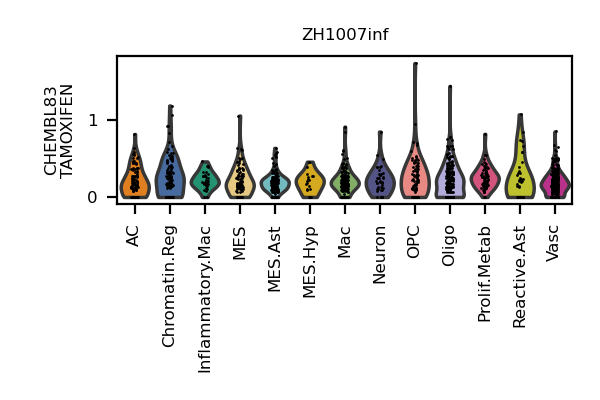 ZH1007inf
CHEMBL83
TAMOXIFEN
1
0
AC
Chromatin.Reg
Inflammatory.Mac
MES
MES.Ast
MES.Hyp
Mac
Neuron
OPC
Oligo
Prolif.Metab
Reactive.Ast
Vasc